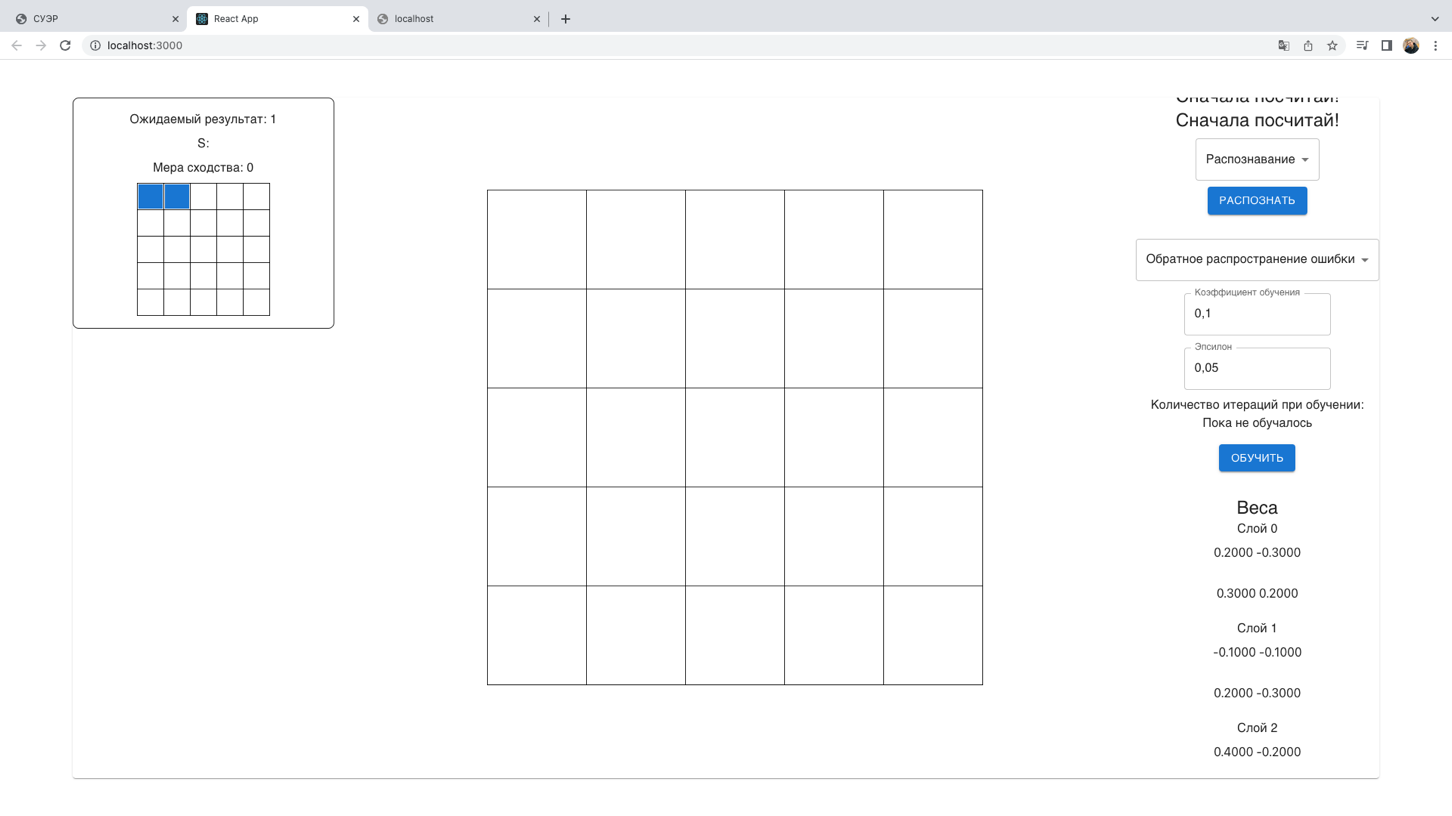 СУЭР
React App
localhost
localhost:3000
Ожидаемый результат: 1
S:
Мера сходства: 0
Сначала посчитай!
Сначала посчитай!
Распознавание
РАСПОЗНАТЬ
Обратное распространение ошибки
Коэффициент обучения
0,1
Эпсилон
0,05
Количество итераций при обучении:
Пока не обучалось
ОБУЧИТЬ
Веса
Слой 0
0.2000 -0.3000
0.3000 0.2000
Слой 1
-0.1000 -0.1000
0.2000 -0.3000
Слой 2
0.4000 -0.2000